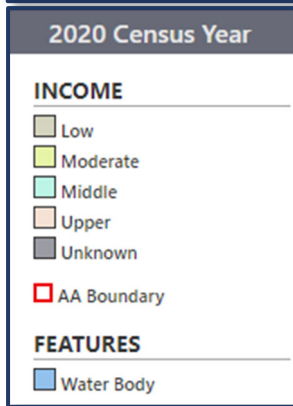 2020 Census Year
INCOME
Low
Moderate
Middle
Upper
Unknown
AA Boundary
FEATURES
Water Body